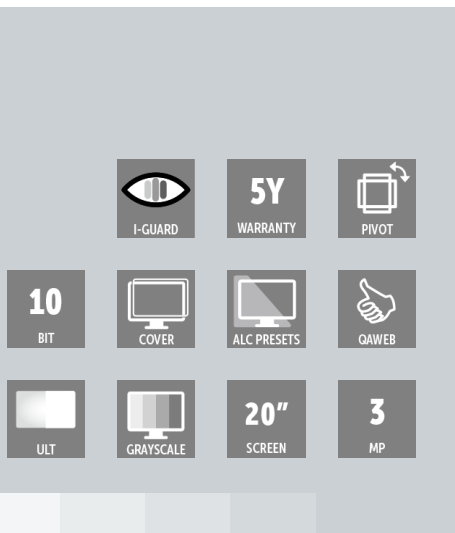 I-GUARD
5Y
WARRANTY
PIVOT
10
BIT
COVER
ALC PRESETS
QAWEB
ULT
GRAYSCALE
20″
SCREEN
3
MP